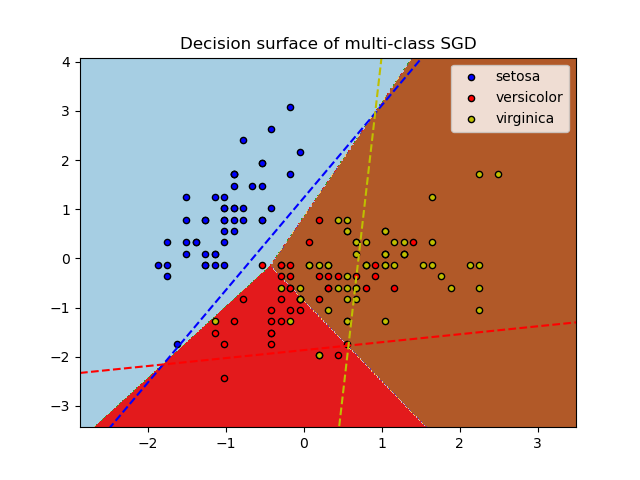 Decision surface of multi-class SGD
setosa
versicolor
virginica
4
3
2
1
0
−1
−2
−3
−2 −1 0 1 2 3